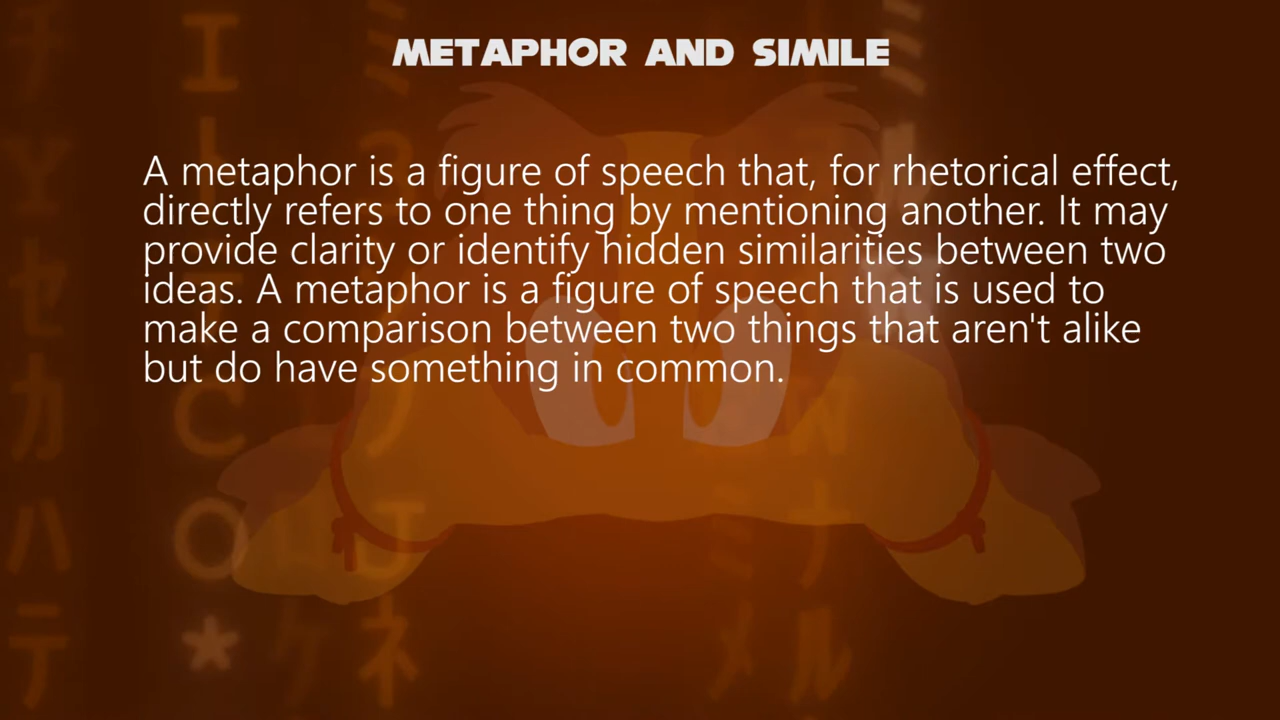 METAPHOR AND SIMILE
A metaphor is a figure of speech that, for rhetorical effect,
directly refers to one thing by mentioning another. It may
provide clarity or identify hidden similarities between two
ideas. A metaphor is a figure of speech that is used to
make a comparison between two things that aren't alike
but do have something in common.